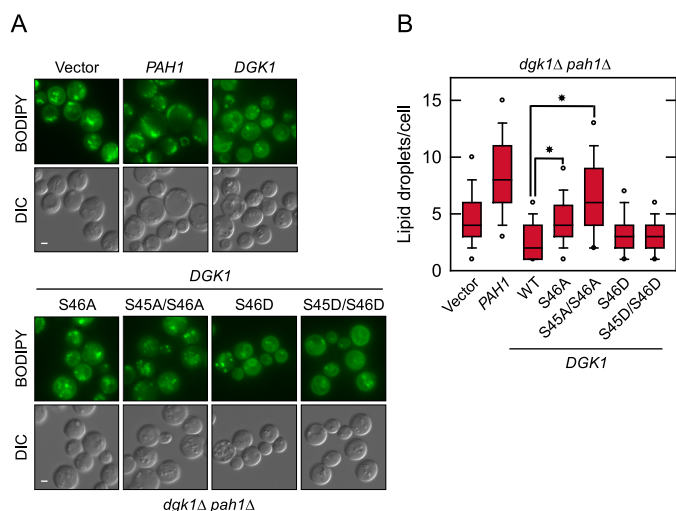 A
Vector PAH1 DGK1
BODIPY
DIC
DGK1
S46A S45A/S46A S46D S45D/S46D
BODIPY
DIC
dgk1Δ pah1Δ
B
dgk1Δ pah1Δ
Lipid droplets/cell
15
10
5
0
* *
Vector PAH1 WT S46A S45A/S46A S46D S45D/S46D
DGK1